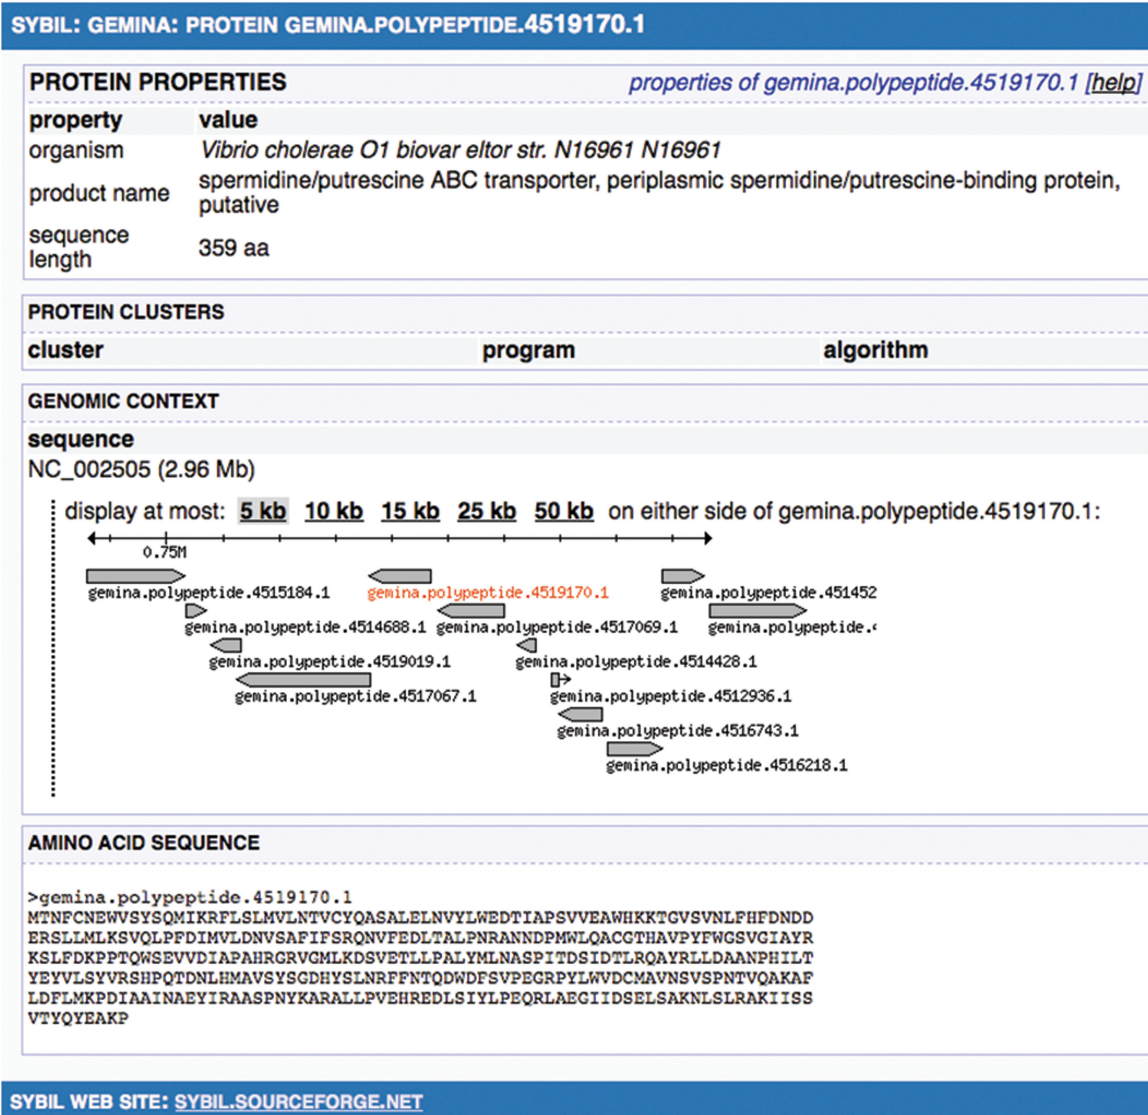 SYBIL: GEMINA: PROTEIN GEMINA.POLYPEPTIDE.4519170.1
PROTEIN PROPERTIES properties of gemina.polypeptide.4519170.1 [help]
property value
organism Vibrio cholerae O1 biovar eltor str. N16961 N16961
product name spermidine/putrescine ABC transporter, periplasmic spermidine/putrescine-binding protein,
putative
sequence
length 359 aa
PROTEIN CLUSTERS
cluster program algorithm
GENOMIC CONTEXT
sequence
NC_002505 (2.96 Mb)
display at most: 5 kb 10 kb 15 kb 25 kb 50 kb on either side of gemina.polypeptide.4519170.1:
0.75M
gemina.polypeptide.4515184.1 gemina.polypeptide.4519170.1 gemina.polypeptide.451452
gemina.polypeptide.4514688.1 gemina.polypeptide.4517069.1 gemina.polypeptide.
gemina.polypeptide.4519019.1 gemina.polypeptide.4514428.1
gemina.polypeptide.4517067.1 gemina.polypeptide.4512936.1
gemina.polypeptide.4516743.1
gemina.polypeptide.4516218.1
AMINO ACID SEQUENCE
>gemina.polypeptide.4519170.1
MTNFCNEWVSYSQMIKRFLSLMVLNTVCYQASALELNVYLWEDTIAPSVVEAWHKKTGVSVNLFHFDNDD
ERSLLMLKSVQLPFDIMVLDNVSAFIFSRQNVFEDLTALPNRANNDPMWLQACGTHAVPYFWGSVGIAYR
KSLFDKPPTQWSEVVDIAPAHRGRVGMLKDSVETLLPALYMLNASPITDSIDTLRQAYRLLDAANPHILT
YEYVLSYVRSHPQTDNLHMAVSYSGDHYSLNRFFNTQDWDFSVPEGRPYLWVDCMAVNSVSPNTVQAKAF
LDFLMKPDIAAINAEYIRAASPNYKARALLPVEHREDLSIYLPEQRLAEGIIDSELSAKNLSLRAKIISS
VTYQYEAKP
SYBIL WEB SITE: SYBIL.SOURCEFORGE.NET